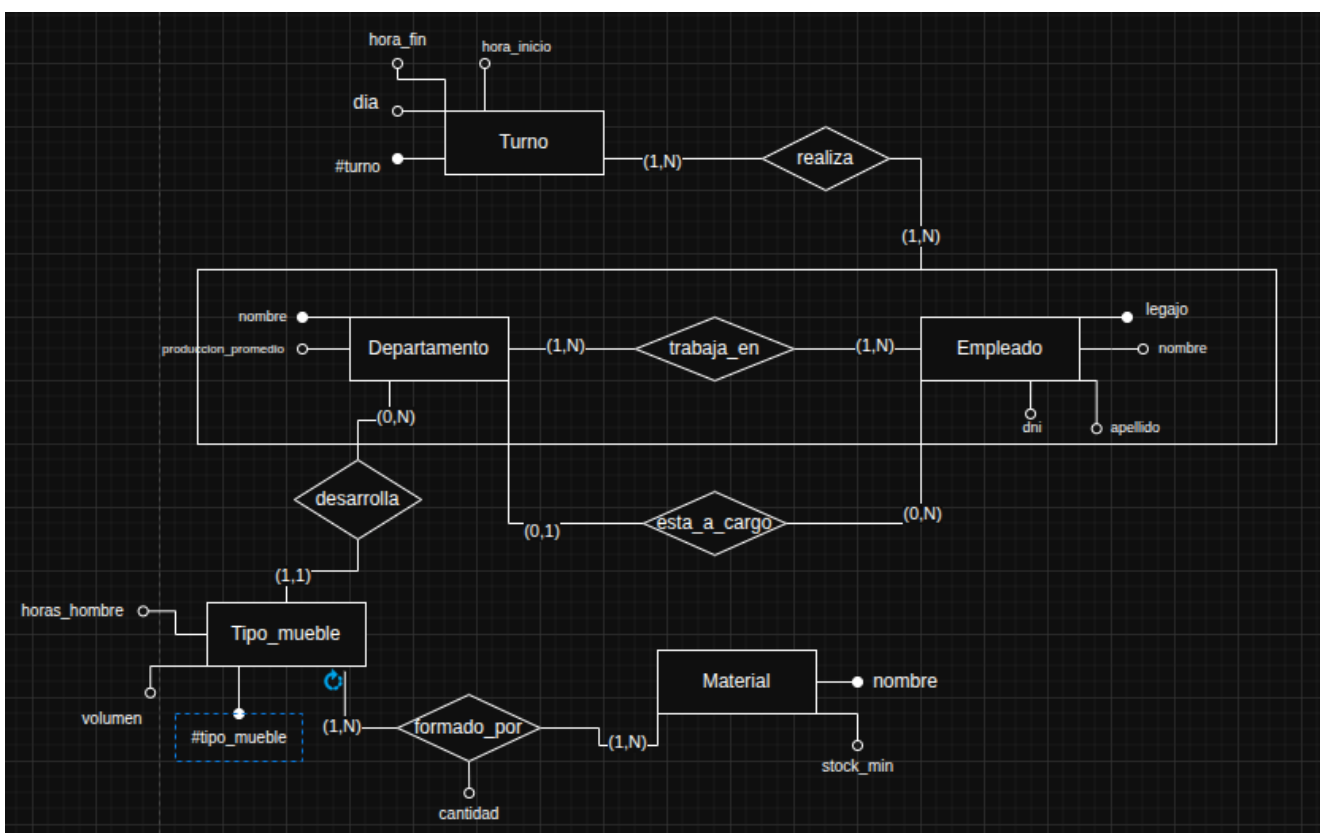 hora_fin
hora_inicio
dia
Turno
#turno
(1,N)
realiza
(1,N)
nombre
produccion_promedio
Departamento
(1,N)
trabaja_en
(1,N)
Empleado
legajo
nombre
dni
apellido
(0,N)
desarrolla
(0,1)
esta_a_cargo
(0,N)
(1,1)
horas_hombre
Tipo_mueble
volumen
#tipo_mueble
(1,N)
formado_por
cantidad
(1,N)
Material
nombre
stock_min